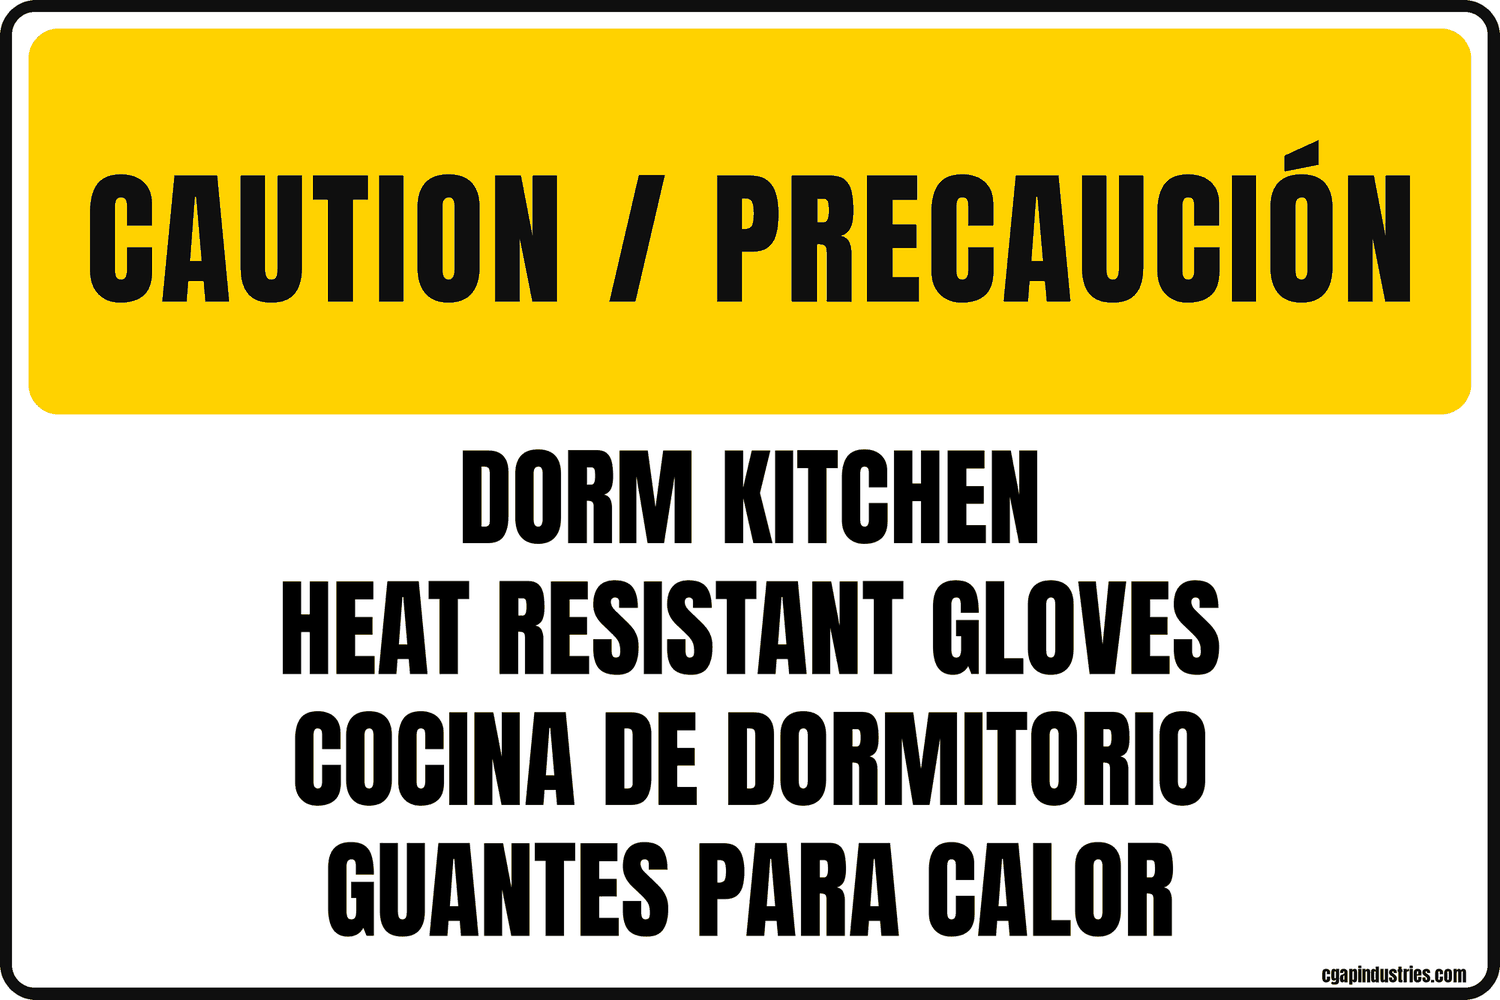 CAUTION / PRECAUCIÓN
DORM KITCHEN
HEAT RESISTANT GLOVES
COCINA DE DORMITORIO
GUANTES PARA CALOR
cgapindustries.com